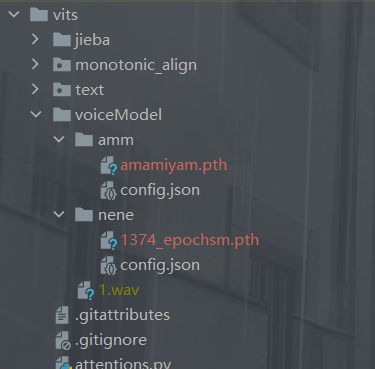 vits
jieba
monotonic_align
text
voiceModel
amm
amamiyam.pth
config.json
nene
1374_epochsm.pth
config.json
1.wav
.gitattributes
.gitignore
attentions.py